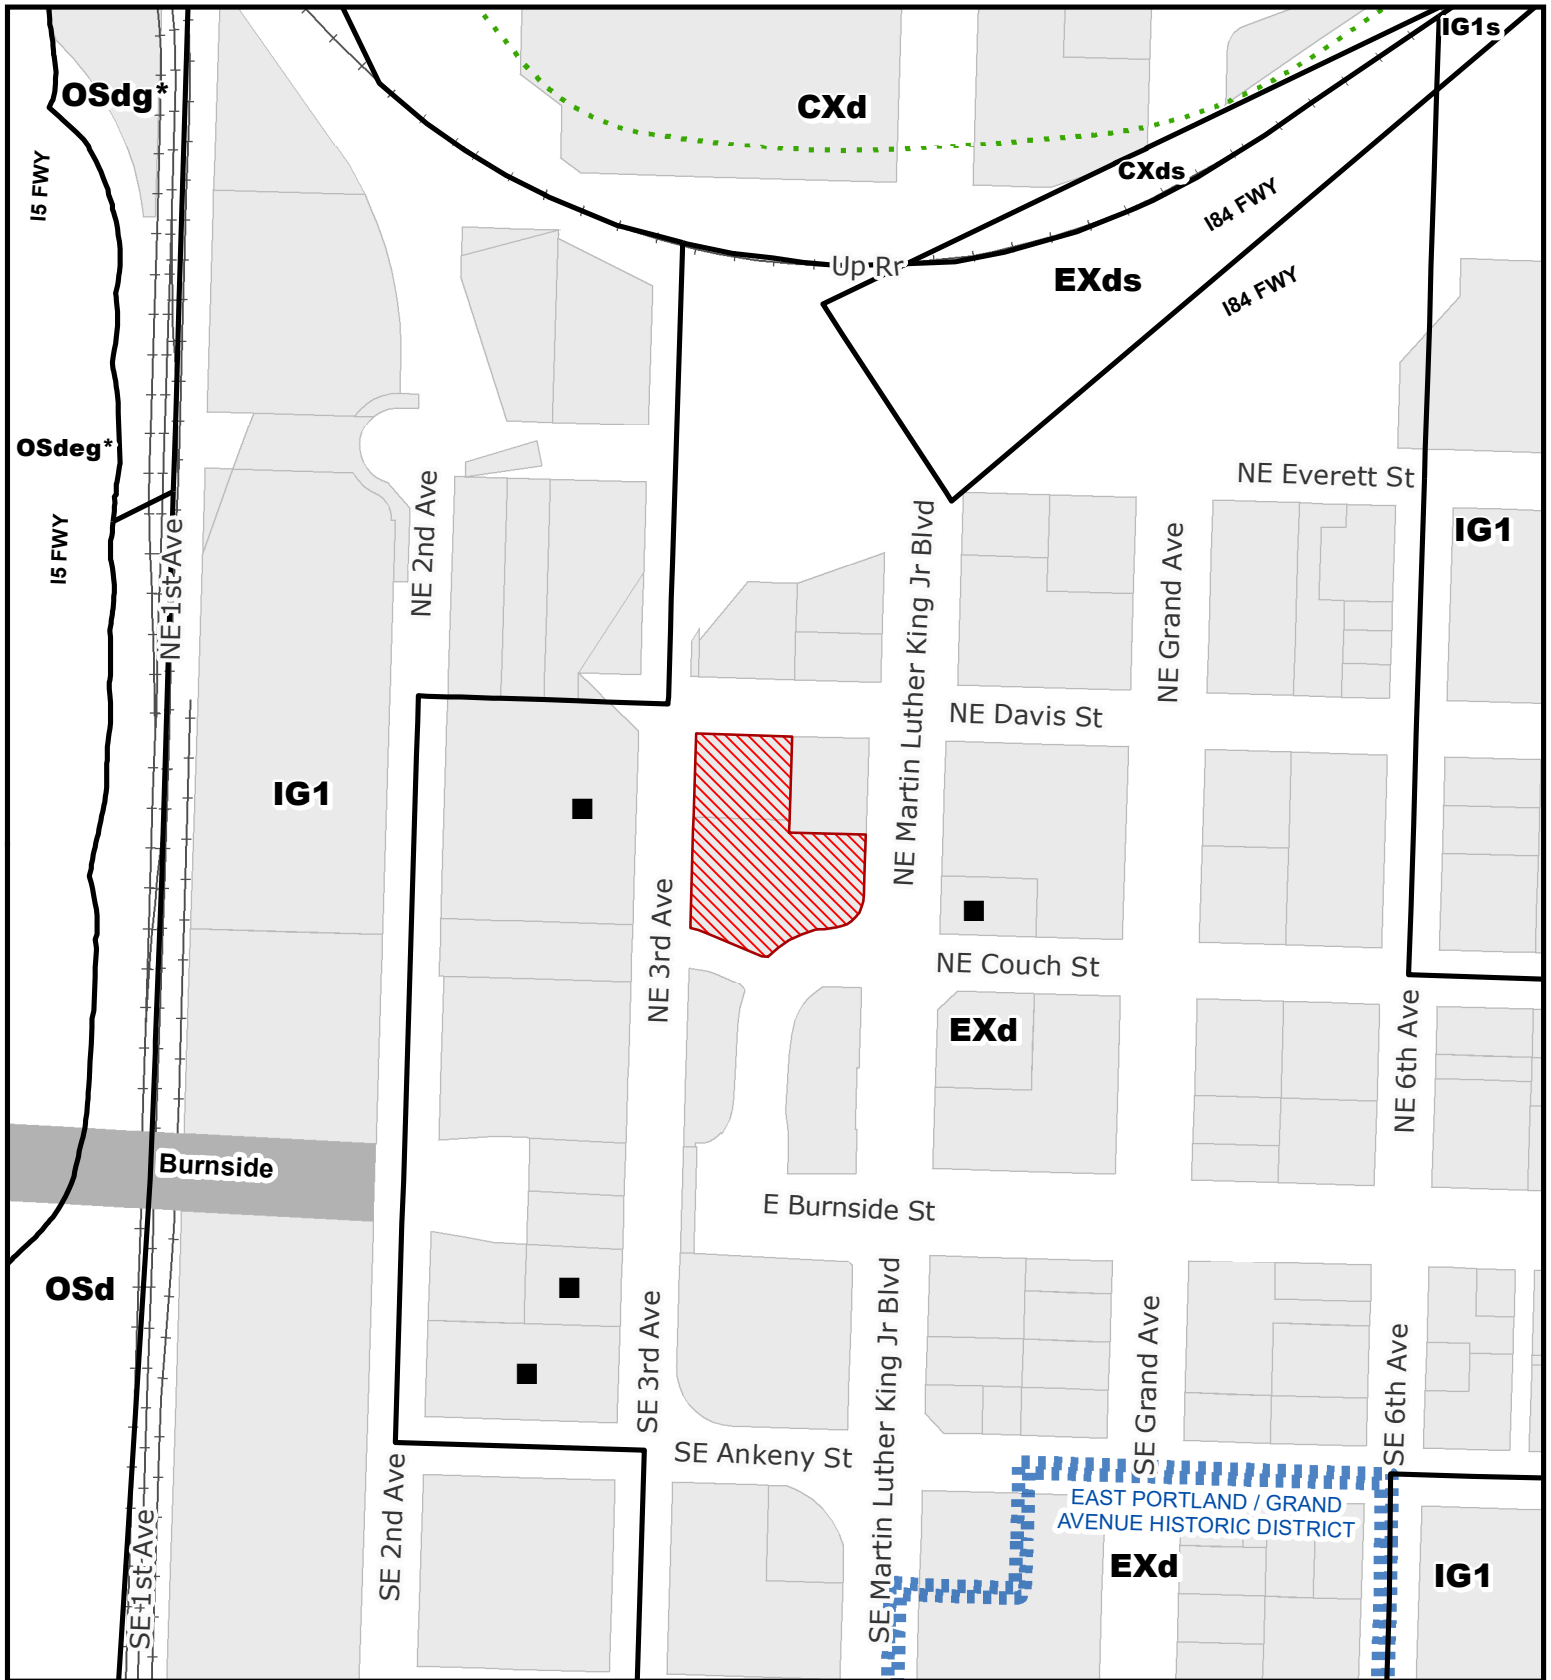 IG1s
OSdg*
CXd
I5 FWY
CXds
I84 FWY
Up Rr
EXds
I84 FWY
OSdeg*
NE Everett St
NE 2nd Ave
NE Martin Luther King Jr Blvd
NE Grand Ave
IG1
I5 FWY
NE 1st Ave
NE Davis St
IG1
NE 3rd Ave
NE Couch St
EXd
NE 6th Ave
Burnside
E Burnside St
OSd
SE 3rd Ave
SE Martin Luther King Jr Blvd
SE Grand Ave
SE 6th Ave
SE Ankeny St
SE 2nd Ave
EAST PORTLAND / GRAND
AVENUE HISTORIC DISTRICT
SE 1st Ave
EXd
IG1